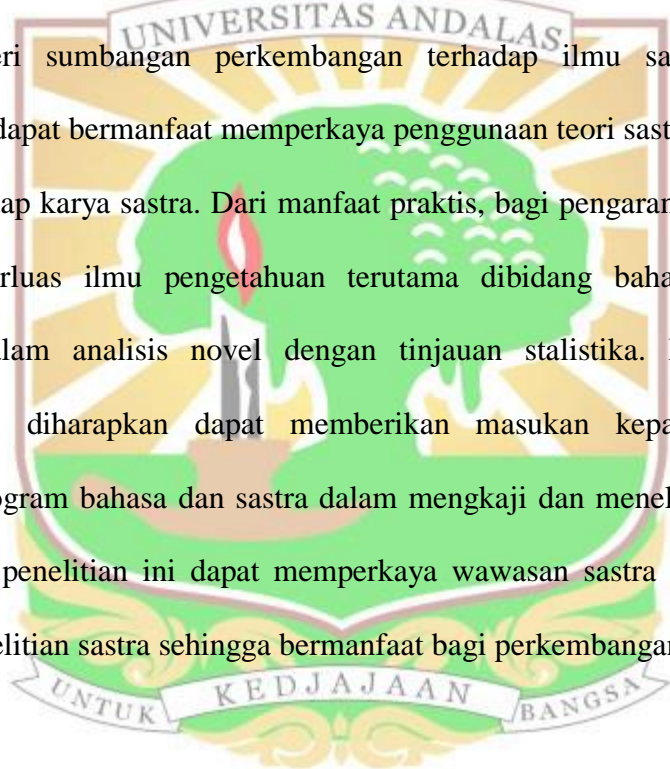 UNIVERSITAS ANDALAS
eri sumbangan perkembangan terhadap ilmu sa
dapat bermanfaat memperkaya penggunaan teori sast
ap karya sastra. Dari manfaat praktis, bagi pengaran
erluas ilmu pengetahuan terutama dibidang baha
alam analisis novel dengan tinjauan stalistika.
diharapkan dapat memberikan masukan kepa
ogram bahasa dan sastra dalam mengkaji dan menel
penelitian ini dapat memperkaya wawasan sastra
elitian sastra sehingga bermanfaat bagi perkembangan
UNTUK KEDJAJAAN BANGSA